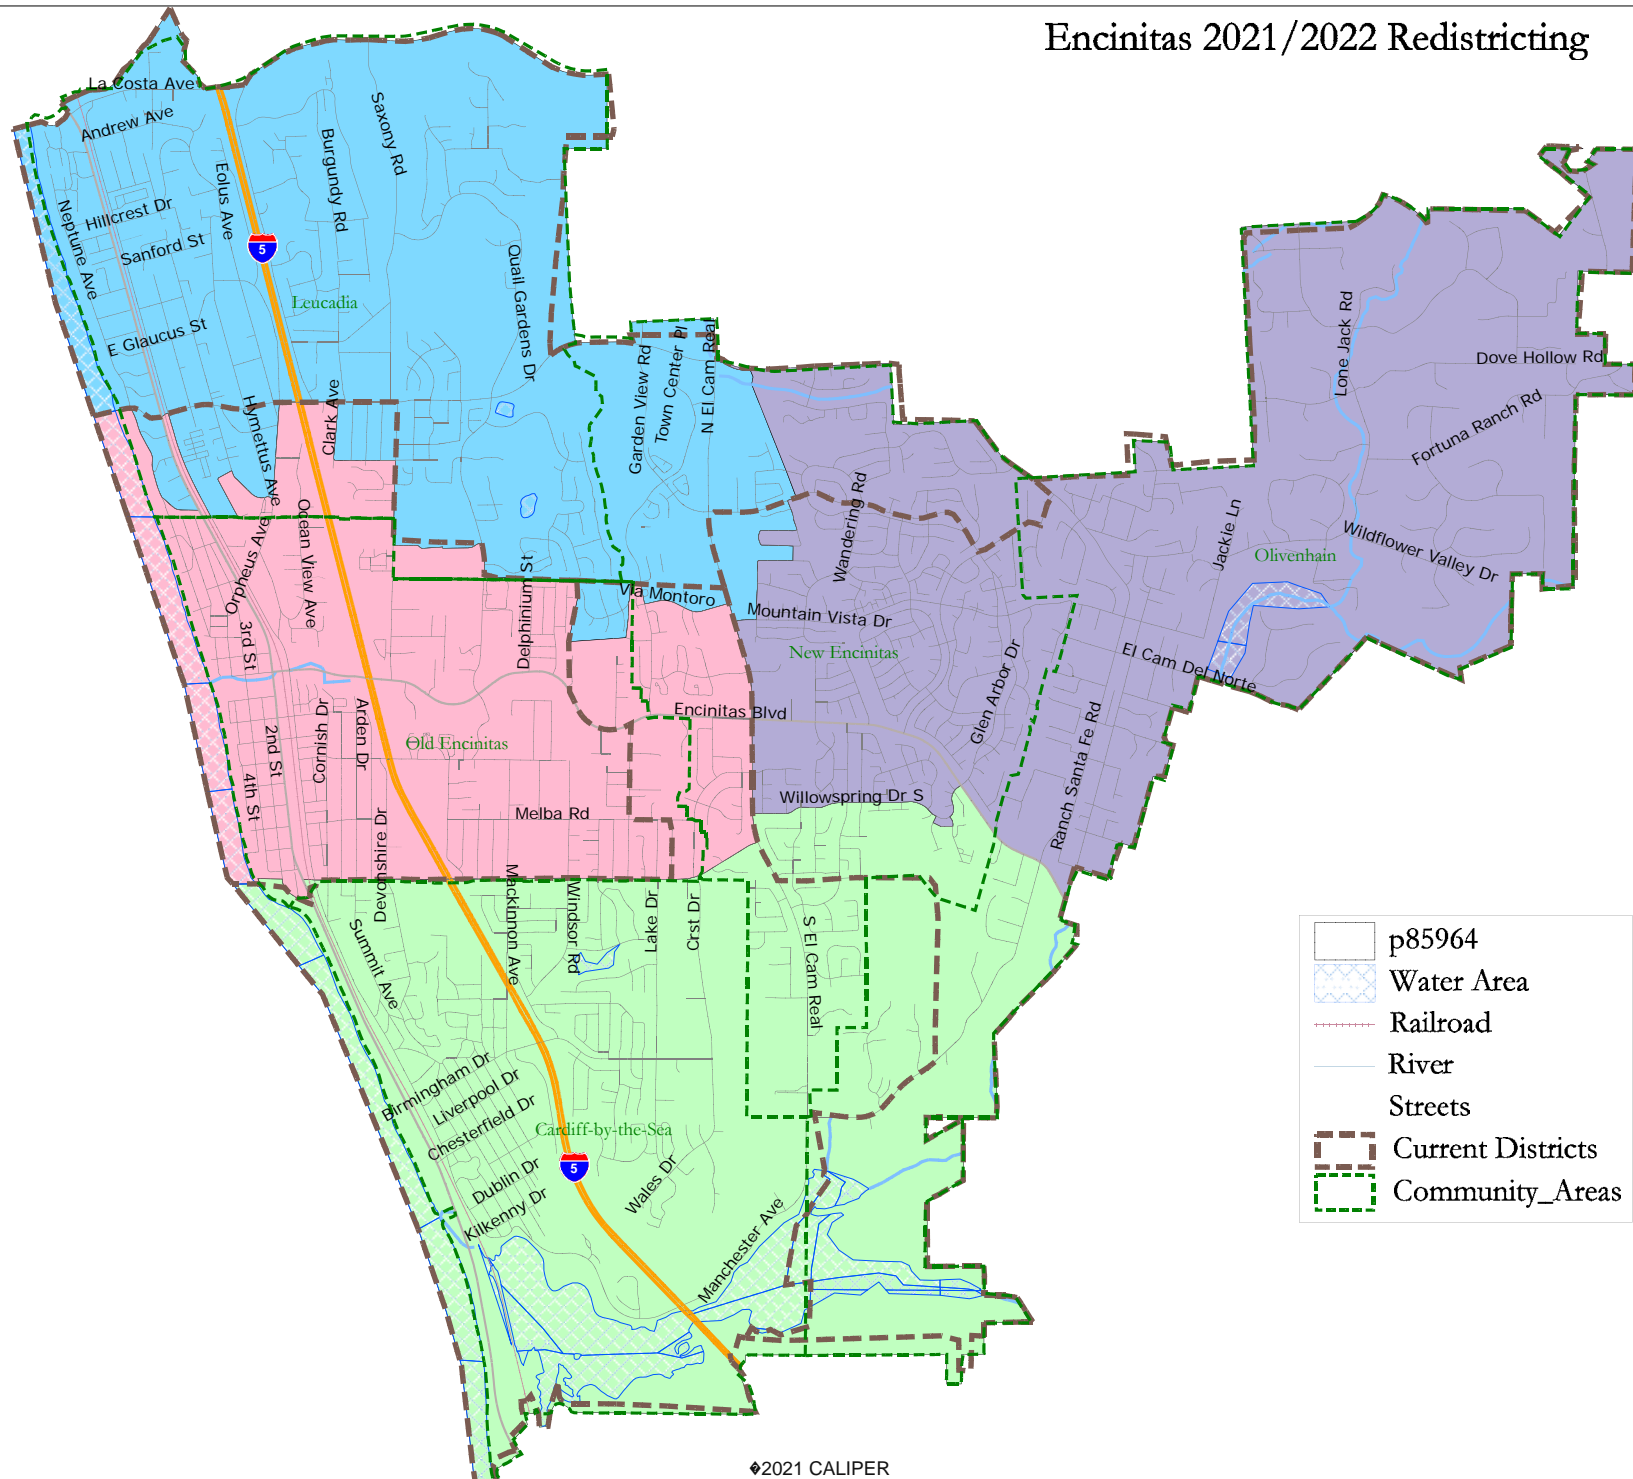 Encinitas 2021/2022 Redistricting
La Costa Ave
Andrew Ave
Saxony Rd
Burgundy Rd
Eolus Ave
Neptune Ave
Hillcrest Dr
Sanford St
5
Quail Gardens Dr
Leucadia
E Glaucus St
Lone Jack Rd
Dove Hollow Rd
Garden View Rd
Town Center Pl
N El Cam Real
Clark Ave
Hymettus Ave
Fortuna Ranch Rd
Wandering Rd
Ocean View Ave
Orpheus Ave
Jackie Ln
Olivenhain
Wildflower Valley Dr
Delphinium St
Via Montoro
Mountain Vista Dr
3rd St
New Encinitas
El Cam Del Norte
Glen Arbor Dr
Encinitas Blvd
Cornish Dr
Arden Dr
2nd St
Old Encinitas
4th St
Ranch Santa Fe Rd
Willowspring Dr S
Melba Rd
Devonshire Dr
Mackinnon Ave
Windsor Rd
Lake Dr
Crst Dr
S El Cam Real
Summit Ave
Birmingham Dr
Liverpool Dr
Chesterfield Dr
Cardiff-by-the-Sea
5
Dublin Dr
Kilkenny Dr
Wales Dr
Manchester Ave
p85964
Water Area
Railroad
River
Streets
Current Districts
Community_Areas
�2021 CALIPER